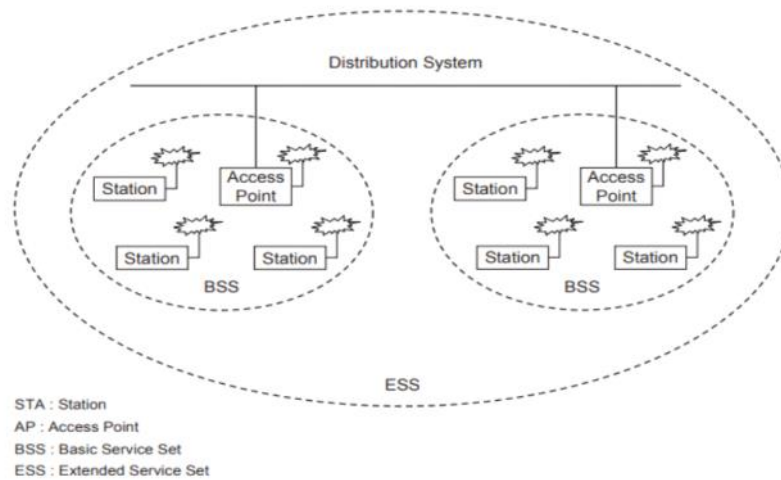 Distribution System
Station
Access
Point
Station
Station
BSS
Station
Access
Point
Station
Station
BSS
ESS
STA : Station
AP : Access Point
BSS : Basic Service Set
ESS : Extended Service Set